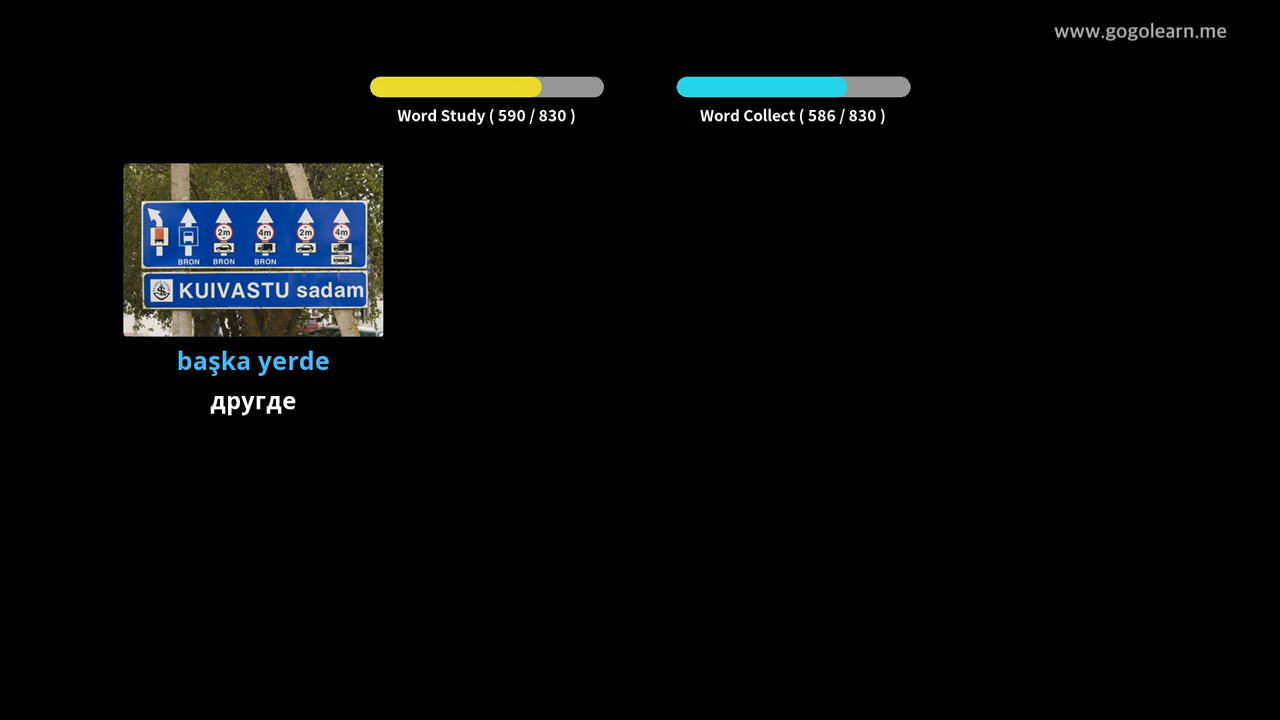 www.gogolearn.me
Word Study ( 590 / 830 )
Word Collect ( 586 / 830 )
2m 4m 2m 4m
BRON BRON BRON
KUIVASTU sadam
başka yerde
другде